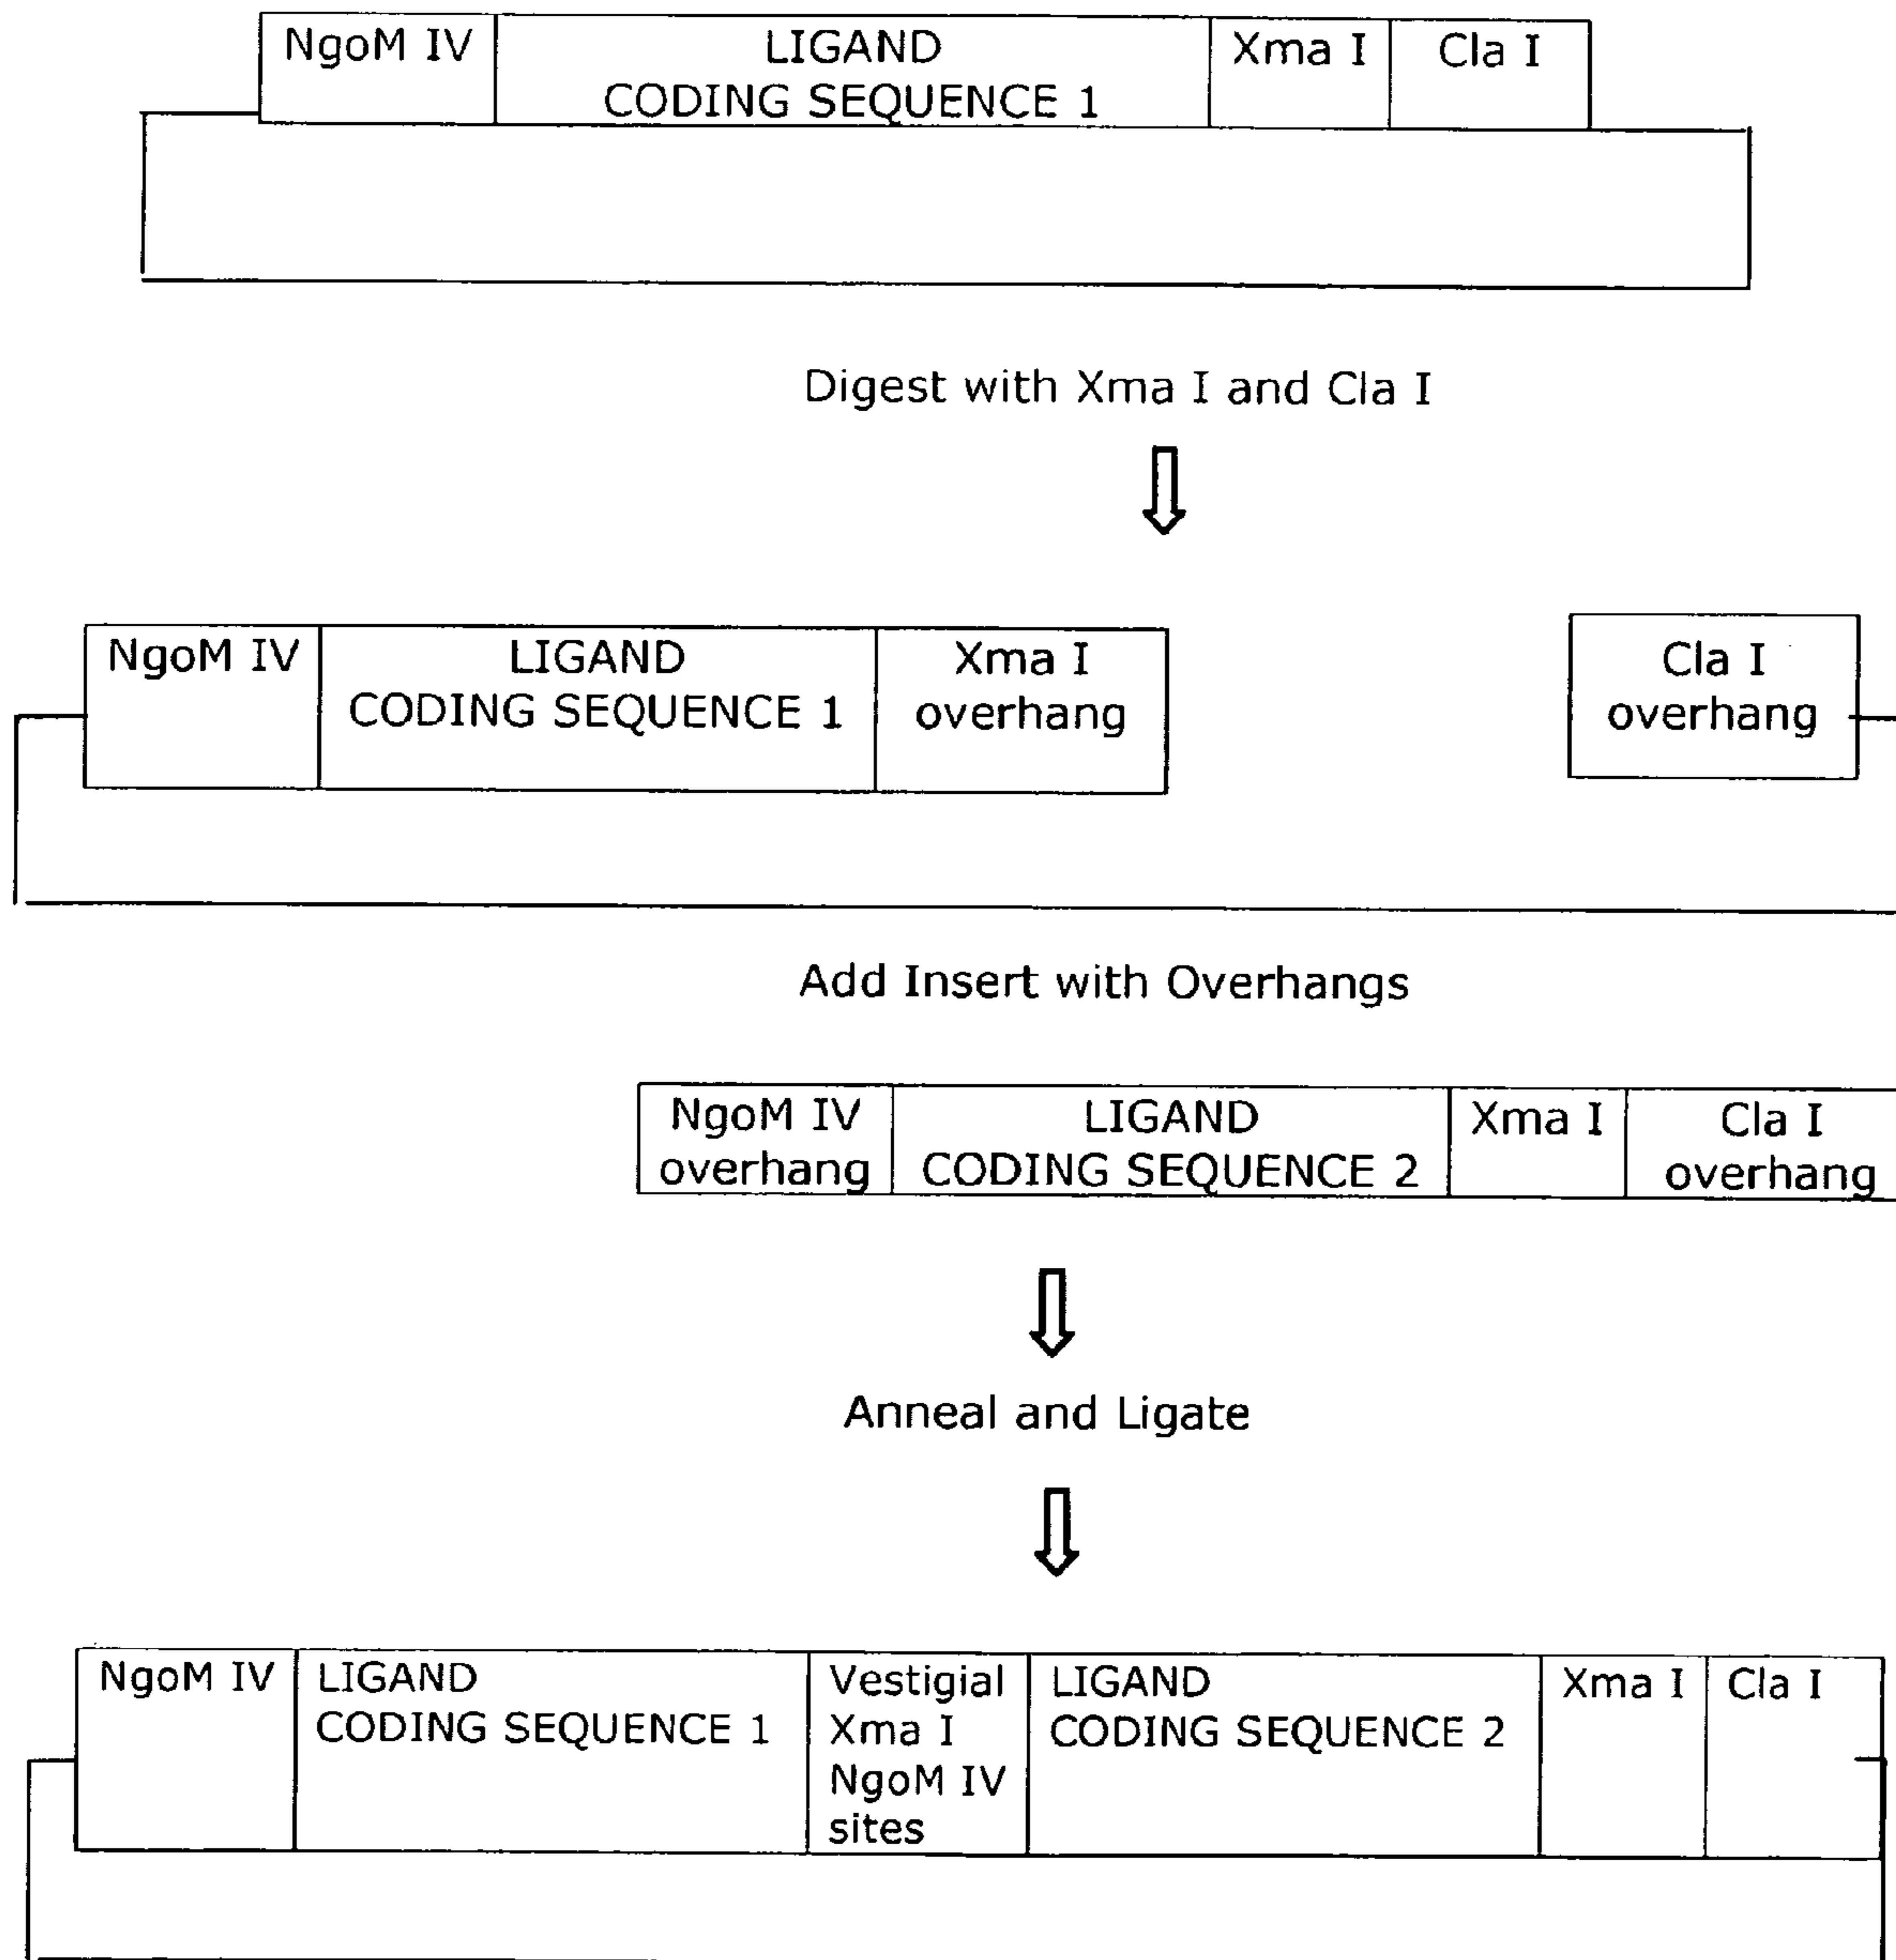 NgoM IV
LIGAND
CODING SEQUENCE 1
Xma I
Cla I
Digest with Xma I and Cla I
NgoM IV
LIGAND
CODING SEQUENCE 1
Xma I
overhang
Cla I
overhang
Add Insert with Overhangs
NgoM IV
overhang
LIGAND
CODING SEQUENCE 2
Xma I
Cla I
overhang
Anneal and Ligate
NgoM IV
LIGAND
CODING SEQUENCE 1
Vestigial
Xma I
NgoM IV
sites
LIGAND
CODING SEQUENCE 2
Xma I
Cla I